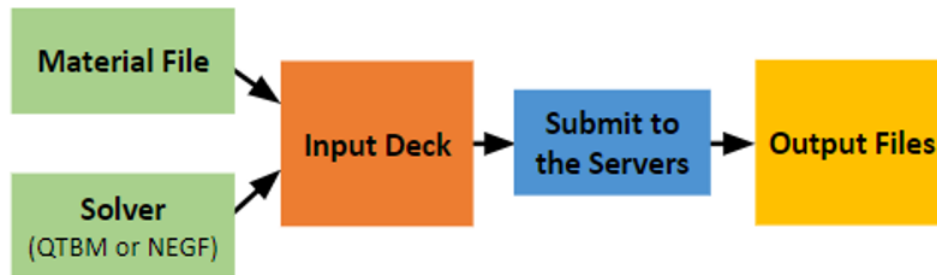 Material File
Solver
(QTBM or NEGF)
Input Deck
Submit to
the Servers
Output Files